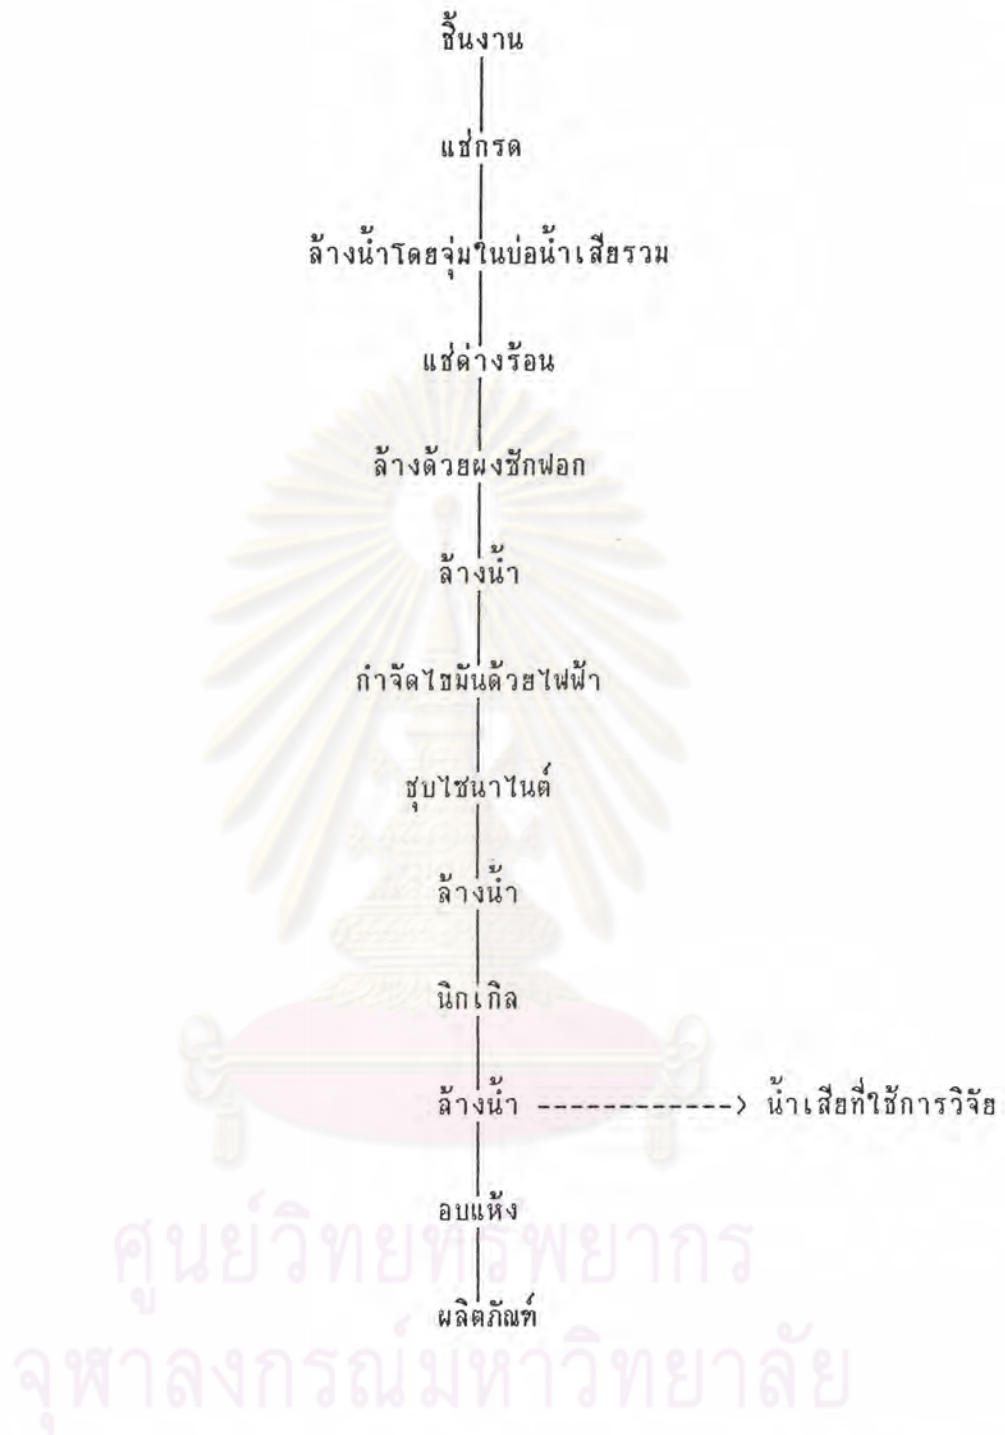 ชิ้นงาน
แช่กรด
ล้างน้ำโดยจุ่มในบ่อน้ำเสียรวม
แช่ด่างร้อน
ล้างด้วยผงซักฟอก
ล้างน้ำ
กำจัดไขมันด้วยไฟฟ้า
ชุบไซนาไนต์
ล้างน้ำ
นิกเกิล
ล้างน้ำ ------------> น้ำเสียที่ใช้การวิจัย
อบแห้ง
ศูนย์วิทยทรัพยากร
ผลิตภัณฑ์
จุฬาลงกรณ์มหาวิทยาลัย